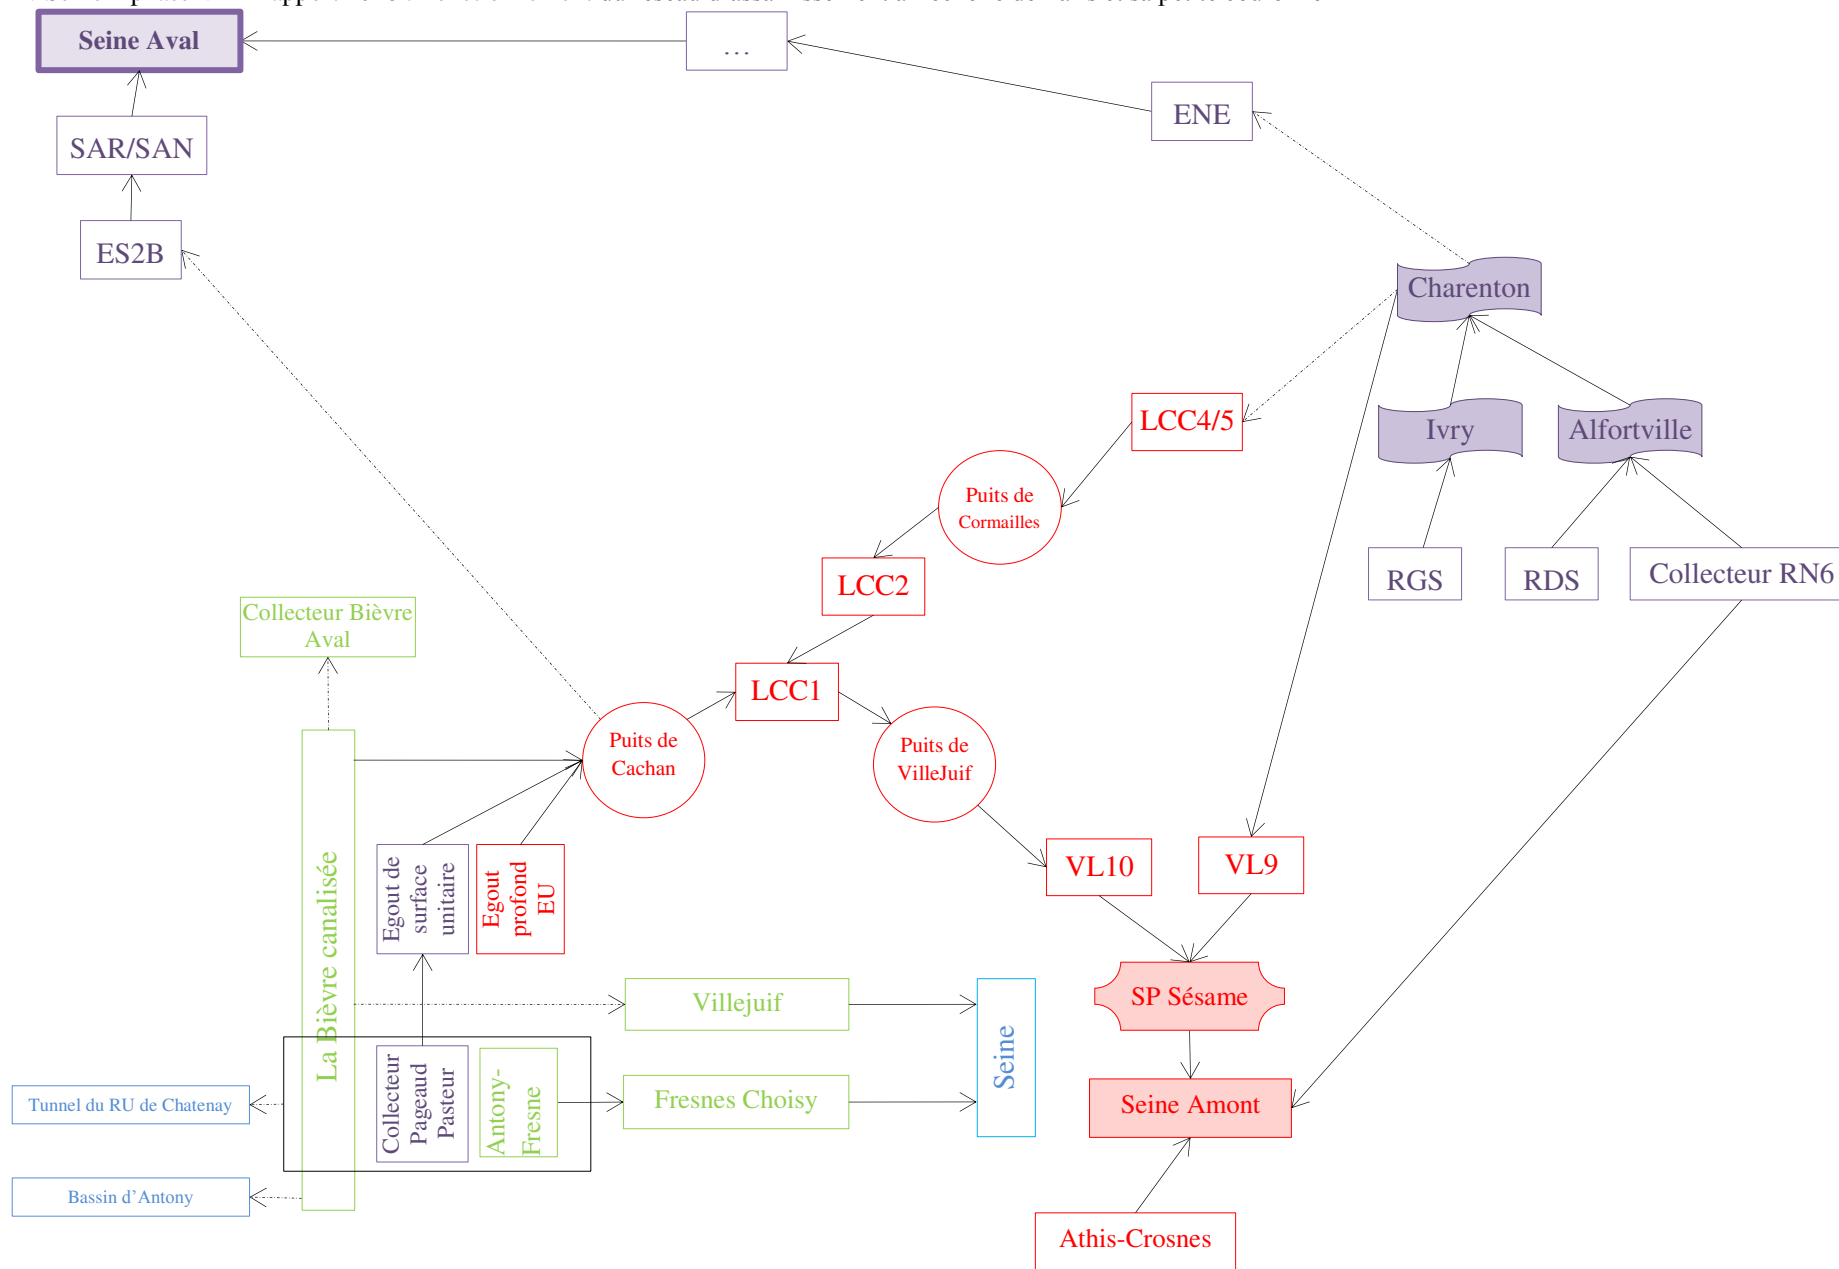 Seine Aval
…
ENE
SAR/SAN
ES2B
Charenton
LCC4/5
Ivry
Alfortville
Puits de
Cormailles
RGS
RDS
Collecteur RN6
LCC2
Collecteur Bièvre
Aval
LCC1
Puits de
Cachan
Puits de
VilleJuif
VL10
VL9
La Bièvre canalisée
Egout de
surface
unitaire
Egout
profond
EU
Villejuif
Seine
SP Sésame
Collecteur
Pageaud
Pasteur
Antony-
Fresne
Fresnes Choisy
Tunnel du RU de Chatenay
Seine Amont
Bassin d'Antony
Athis-Crosnes